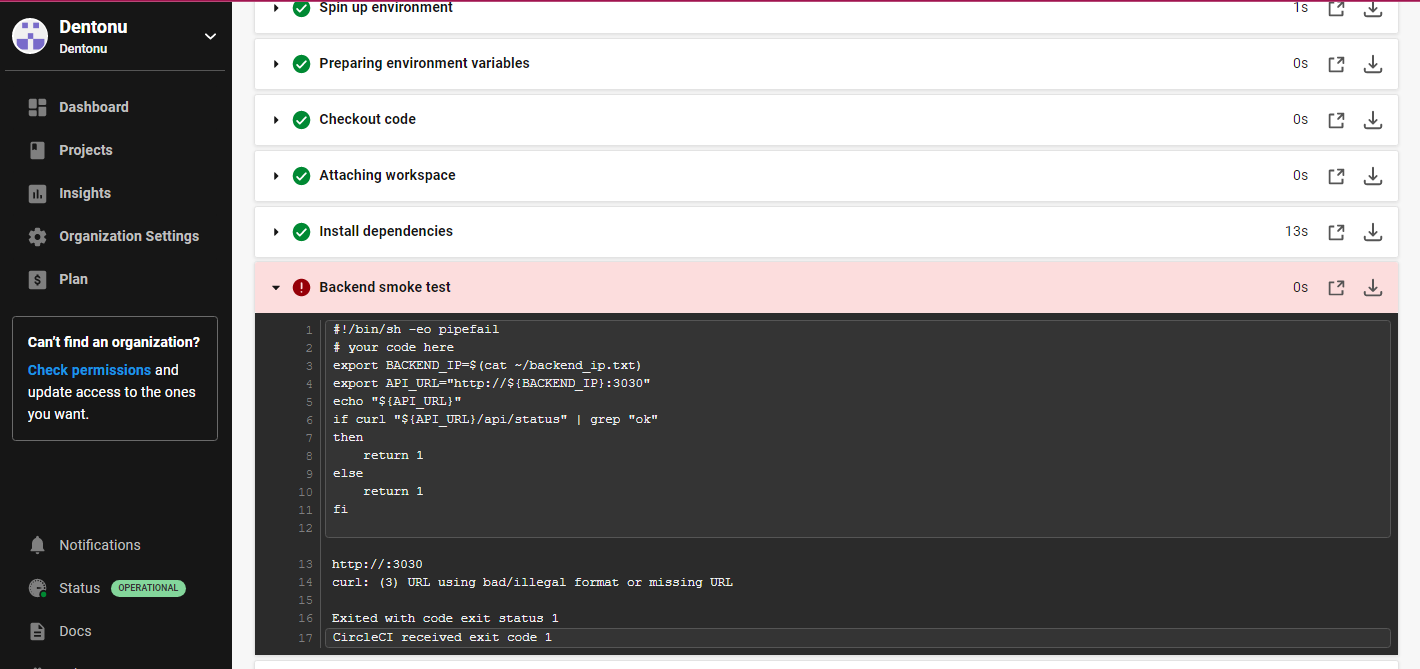 Dentonu
Dentonu
Dashboard
Projects
Insights
Organization Settings
Plan
Can't find an organization?
Check permissions and
update access to the ones
you want.
Notifications
Status OPERATIONAL
Docs
Spin up environment 1s
Preparing environment variables 0s
Checkout code 0s
Attaching workspace 0s
Install dependencies 13s
Backend smoke test 0s
1 #!/bin/sh -eo pipefail
2 # your code here
3 export BACKEND_IP=$(cat ~/backend_ip.txt)
4 export API_URL="http://${BACKEND_IP}:3030"
5 echo "${API_URL}"
6 if curl "${API_URL}/api/status" | grep "ok"
7 then
8     return 1
9 else
10     return 1
11 fi
12
13 http://:3030
14 curl: (3) URL using bad/illegal format or missing URL
15
16 Exited with code exit status 1
17 CircleCI received exit code 1